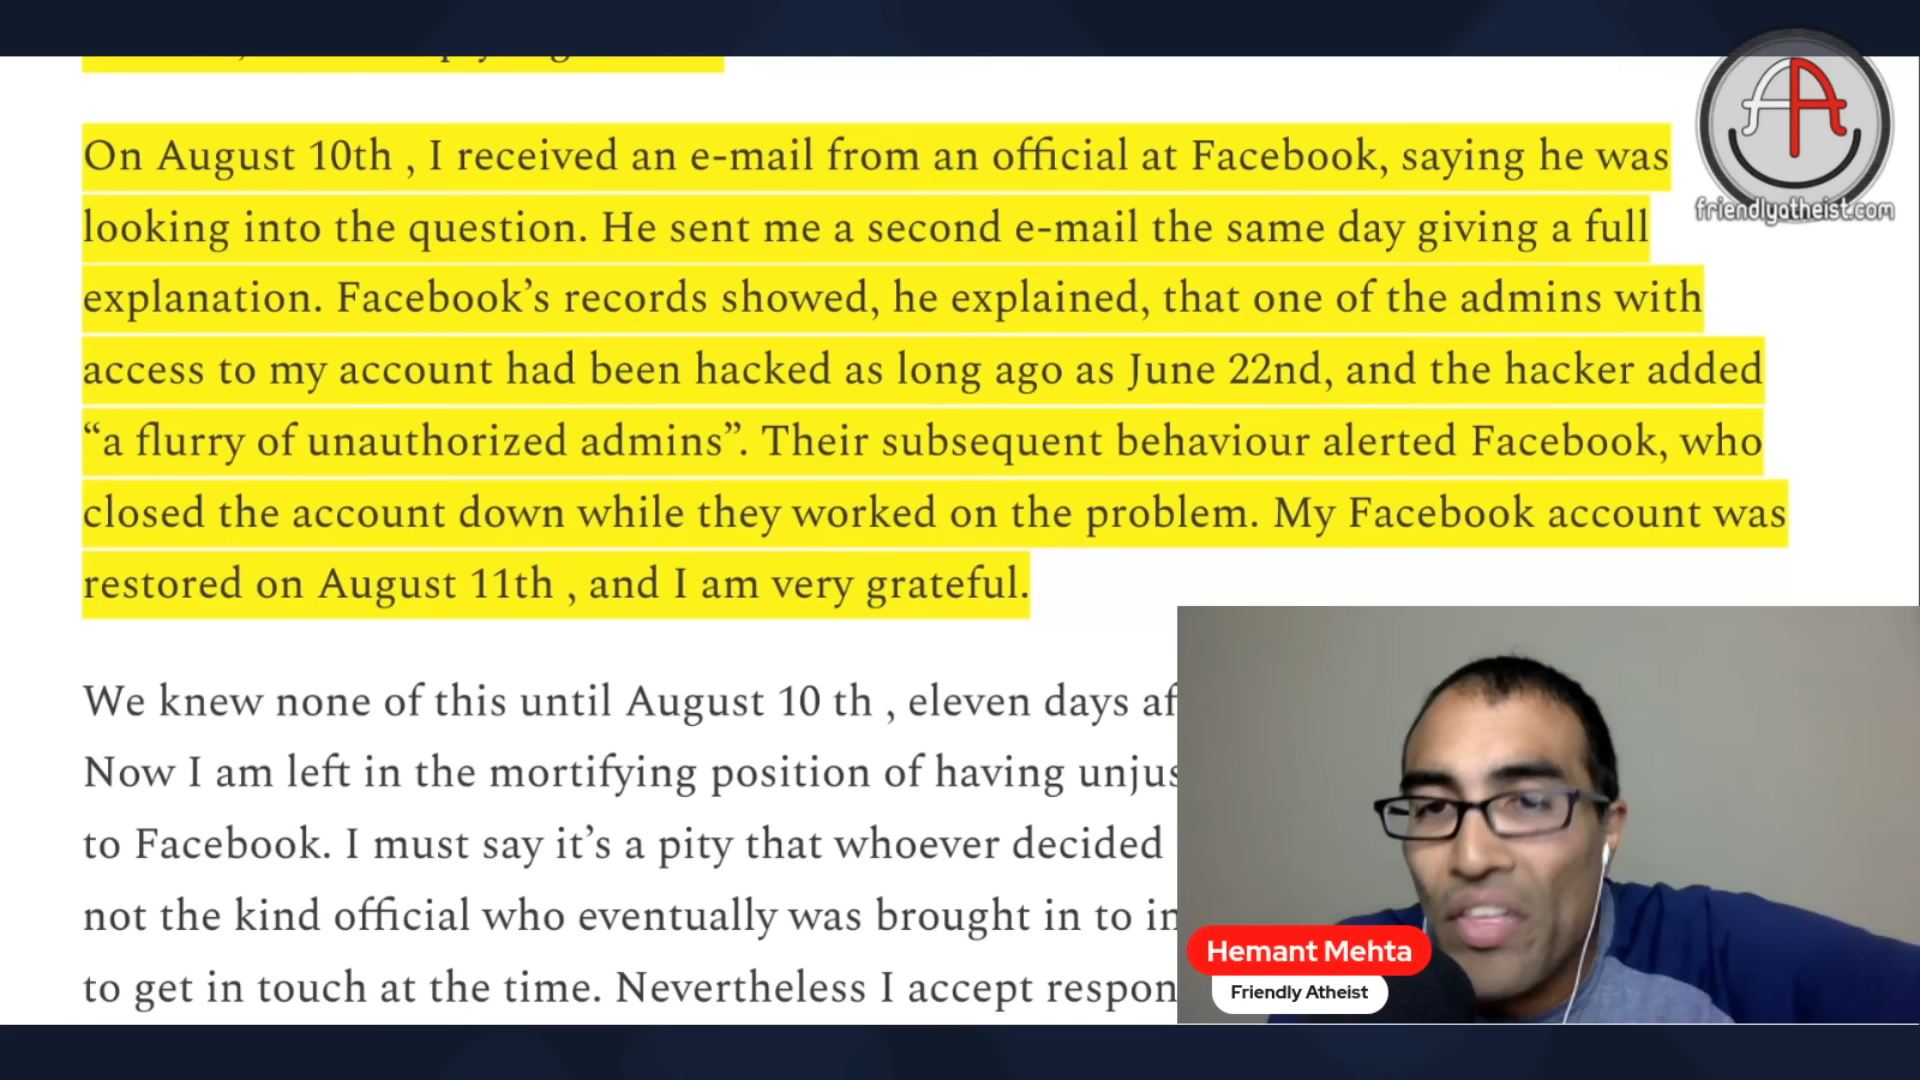 On August 10th , I received an e-mail from an official at Facebook, saying he was
looking into the question. He sent me a second e-mail the same day giving a full
explanation. Facebook’s records showed, he explained, that one of the admins with
access to my account had been hacked as long ago as June 22nd, and the hacker added
“a flurry of unauthorized admins”. Their subsequent behaviour alerted Facebook, who
closed the account down while they worked on the problem. My Facebook account was
restored on August 11th , and I am very grateful.
We knew none of this until August 10 th , eleven days af
Now I am left in the mortifying position of having unjus
to Facebook. I must say it’s a pity that whoever decided
not the kind official who eventually was brought in to in
to get in touch at the time. Nevertheless I accept respon
friendlyatheist.com
Hemant Mehta
Friendly Atheist